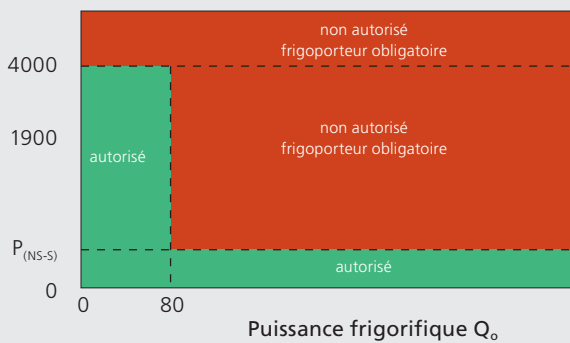 non autorisé
frigoporteur obligatoire
4000
non autorisé
frigoporteur obligatoire
1900
autorisé
P(NS-S)
autorisé
0
0
80
Puissance frigorifique Qₒ